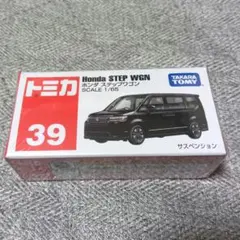 トミカ
39
Honda STEP WGN
ホンダ ステップワゴン
SCALE 1/65
TAKARA
TOMY
サスペンション